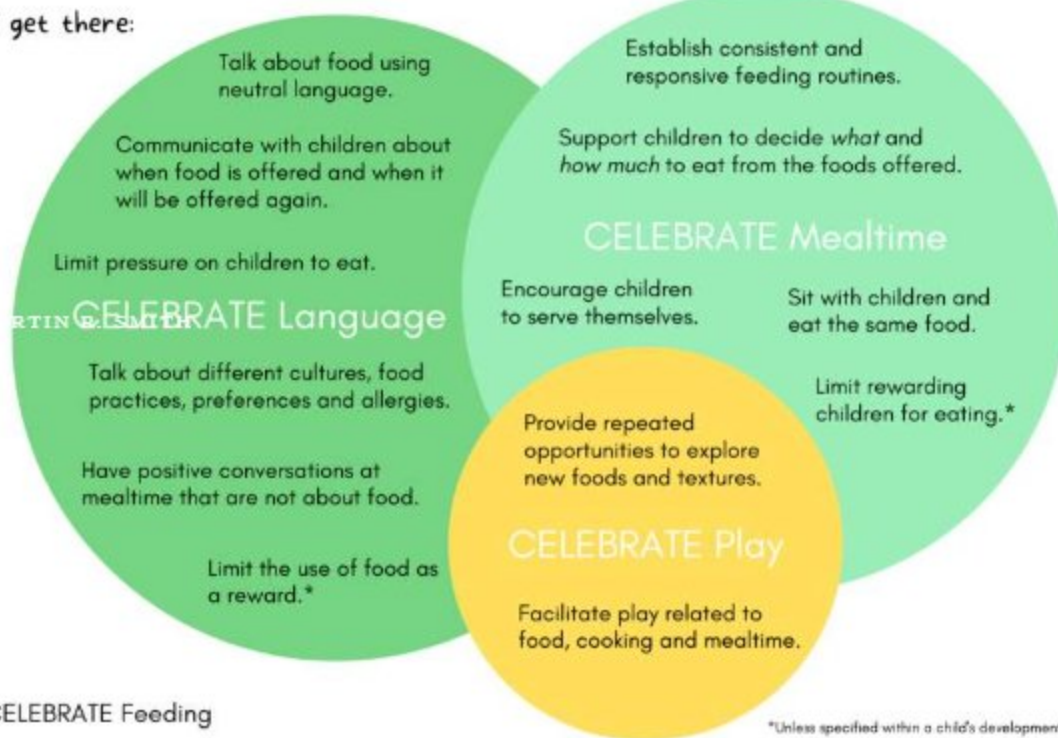 get there:
Talk about food using
neutral language.
Communicate with children about
when food is offered and when it
will be offered again.
Limit pressure on children to eat.
CELEBRATE Language
RTIN R. SMITH
Talk about different cultures, food
practices, preferences and allergies.
Have positive conversations at
mealtime that are not about food.
Limit the use of food as
a reward.*
Establish consistent and
responsive feeding routines.
Support children to decide what and
how much to eat from the foods offered.
CELEBRATE Mealtime
Encourage children
to serve themselves.
Sit with children and
eat the same food.
Limit rewarding
children for eating.*
Provide repeated
opportunities to explore
new foods and textures.
CELEBRATE Play
Facilitate play related to
food, cooking and mealtime.
CELEBRATE Feeding
*Unless specified within a child's development